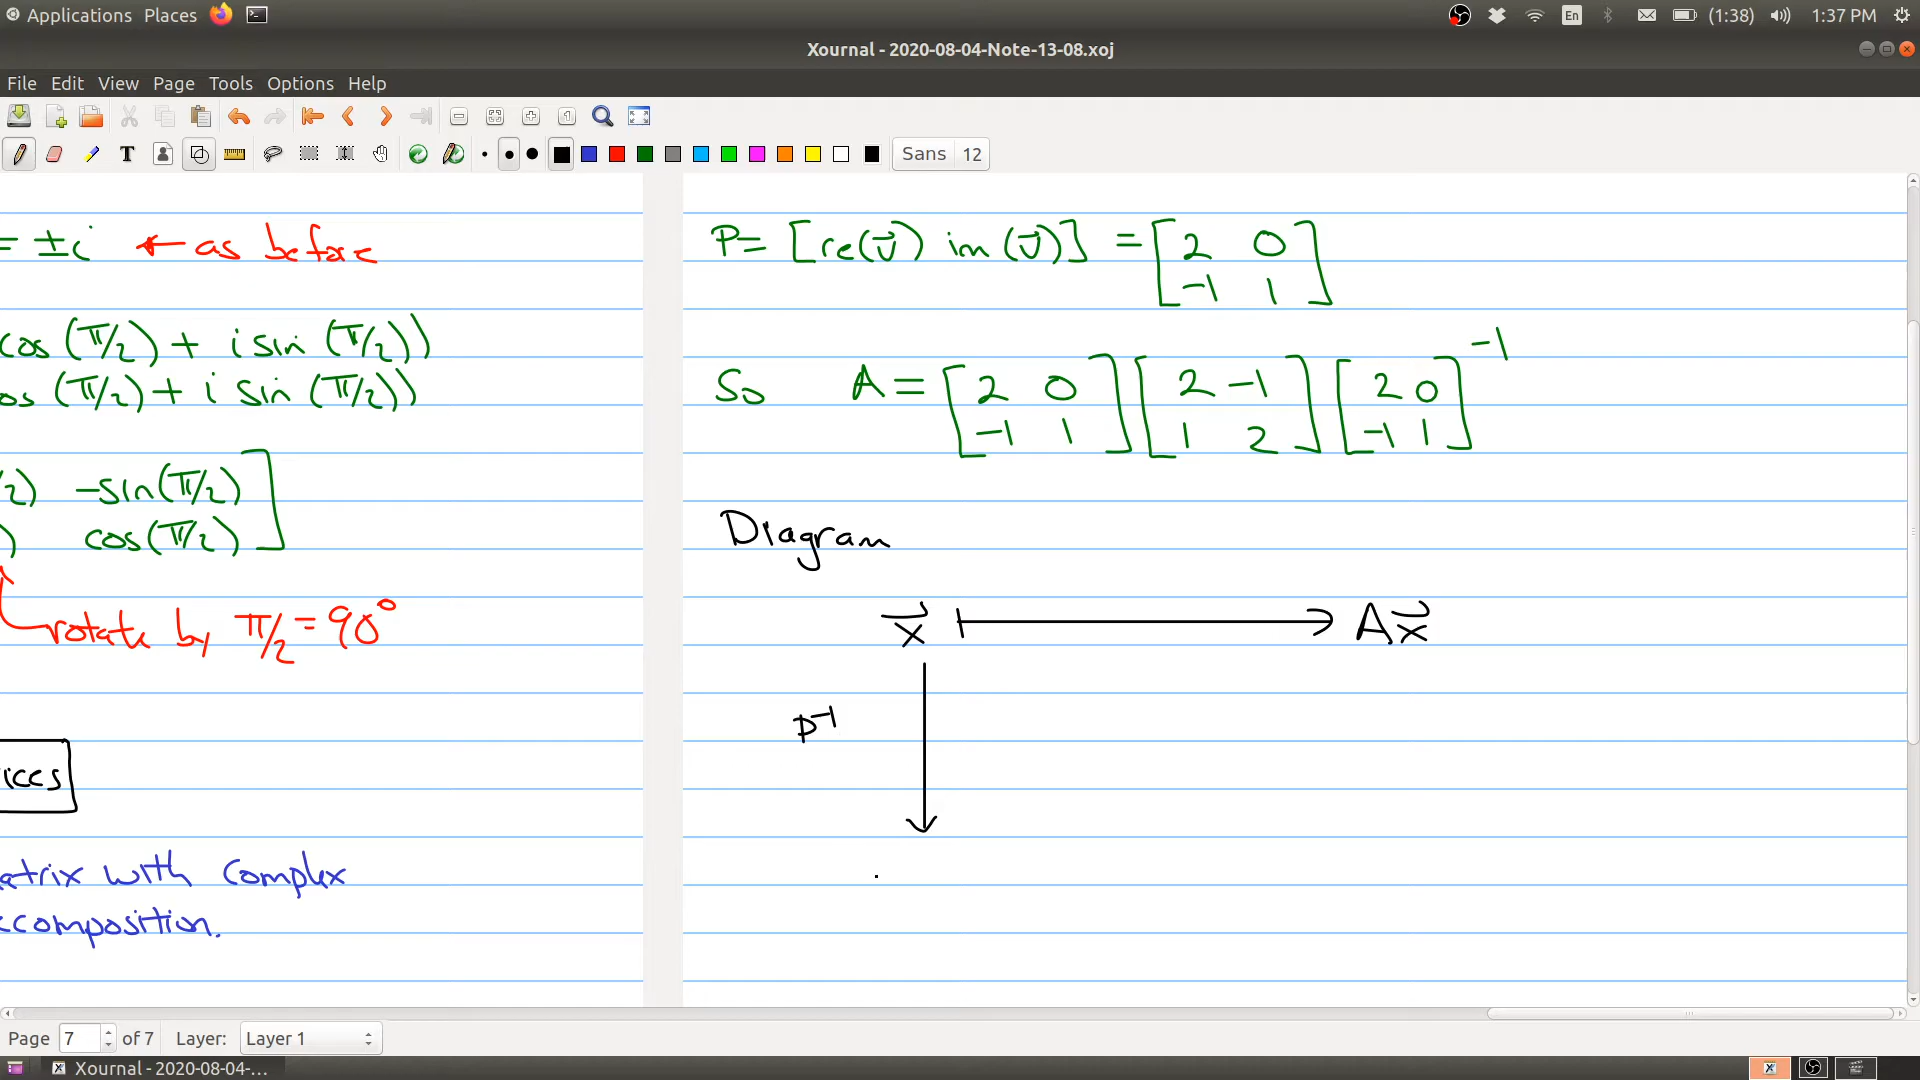 Applications Places En (1:38) 1:37 PM
Xournal - 2020-08-04-Note-13-08.xoj
File Edit View Page Tools Options Help
T Sans 12
= ±i ← as before
cos (π/2) + i sin (π/2))
os (π/2) + i sin (π/2))
/2) -sin(π/2)
) cos(π/2)
rotate by π/2 = 90°
ices
atrix with complex
ecomposition.
P= [re(v⃗) im(v⃗)] = [2 0
-1 1]
So A = [2 0 [2 -1 [2 0 -1
-1 1] 1 2] -1 1]
Diagram
x⃗ ↦ Ax⃗
P⁻¹
Page 7 of 7 Layer: Layer 1
Xournal - 2020-08-04-...